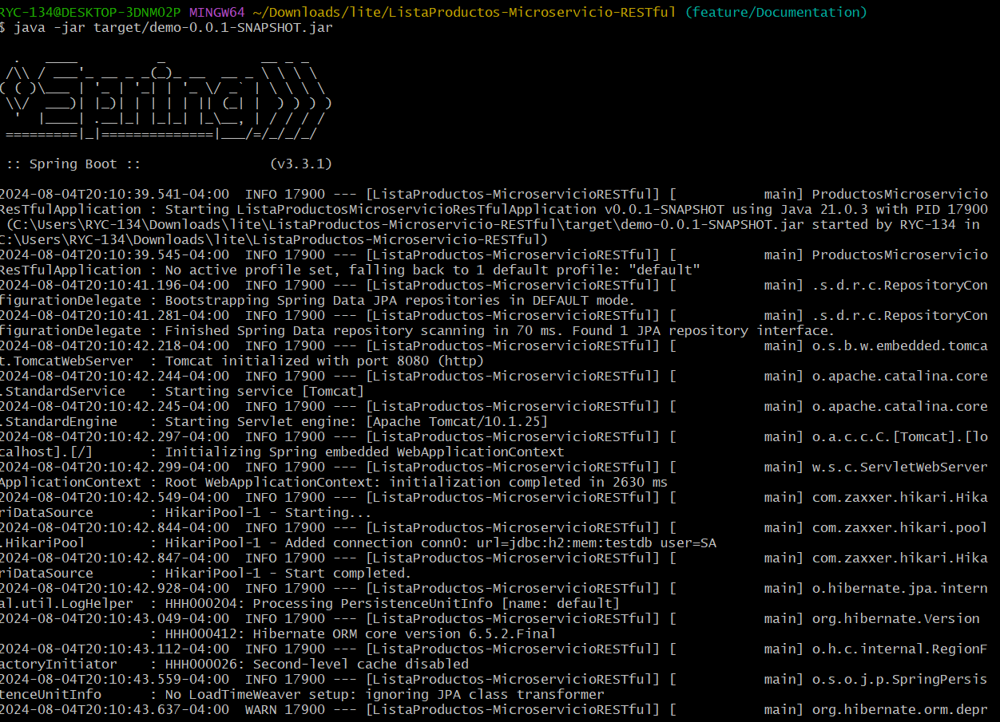 RYC-134@DESKTOP-3DNM02P MINGW64 ~/Downloads/lite/ListaProductos-Microservicio-RESTful (feature/Documentation)
$ java -jar target/demo-0.0.1-SNAPSHOT.jar
  .   ____          _            __ _ _
 /\\ / ___'_ __ _ _(_)_ __  __ _ \ \ \ \
( ( )\___ | '_ | '_| | '_ \/ _` | \ \ \ \
 \\/  ___)| |_)| | | | | || (_| |  ) ) ) )
  '  |____| .__|_| |_|_| |_\__, | / / / /
 =========|_|==============|___/=/_/_/_/
 :: Spring Boot ::                (v3.3.1)
2024-08-04T20:10:39.541-04:00  INFO 17900 --- [ListaProductos-MicroservicioRESTful] [           main] ProductosMicroservicio
ResTfulApplication : Starting ListaProductosMicroservicioResTfulApplication v0.0.1-SNAPSHOT using Java 21.0.3 with PID 17900
 (C:\Users\RYC-134\Downloads\lite\ListaProductos-Microservicio-RESTful\target\demo-0.0.1-SNAPSHOT.jar started by RYC-134 in
C:\Users\RYC-134\Downloads\lite\ListaProductos-Microservicio-RESTful)
2024-08-04T20:10:39.545-04:00  INFO 17900 --- [ListaProductos-MicroservicioRESTful] [           main] ProductosMicroservicio
ResTfulApplication : No active profile set, falling back to 1 default profile: "default"
2024-08-04T20:10:41.196-04:00  INFO 17900 --- [ListaProductos-MicroservicioRESTful] [           main] .s.d.r.c.RepositoryCon
figurationDelegate : Bootstrapping Spring Data JPA repositories in DEFAULT mode.
2024-08-04T20:10:41.281-04:00  INFO 17900 --- [ListaProductos-MicroservicioRESTful] [           main] .s.d.r.c.RepositoryCon
figurationDelegate : Finished Spring Data repository scanning in 70 ms. Found 1 JPA repository interface.
2024-08-04T20:10:42.218-04:00  INFO 17900 --- [ListaProductos-MicroservicioRESTful] [           main] o.s.b.w.embedded.tomca
t.TomcatWebServer  : Tomcat initialized with port 8080 (http)
2024-08-04T20:10:42.244-04:00  INFO 17900 --- [ListaProductos-MicroservicioRESTful] [           main] o.apache.catalina.core
.StandardService   : Starting service [Tomcat]
2024-08-04T20:10:42.245-04:00  INFO 17900 --- [ListaProductos-MicroservicioRESTful] [           main] o.apache.catalina.core
.StandardEngine    : Starting Servlet engine: [Apache Tomcat/10.1.25]
2024-08-04T20:10:42.297-04:00  INFO 17900 --- [ListaProductos-MicroservicioRESTful] [           main] o.a.c.c.C.[Tomcat].[lo
calhost].[/]       : Initializing Spring embedded WebApplicationContext
2024-08-04T20:10:42.299-04:00  INFO 17900 --- [ListaProductos-MicroservicioRESTful] [           main] w.s.c.ServletWebServer
ApplicationContext : Root WebApplicationContext: initialization completed in 2630 ms
2024-08-04T20:10:42.549-04:00  INFO 17900 --- [ListaProductos-MicroservicioRESTful] [           main] com.zaxxer.hikari.Hika
riDataSource       : HikariPool-1 - Starting...
2024-08-04T20:10:42.844-04:00  INFO 17900 --- [ListaProductos-MicroservicioRESTful] [           main] com.zaxxer.hikari.pool
.HikariPool        : HikariPool-1 - Added connection conn0: url=jdbc:h2:mem:testdb user=SA
2024-08-04T20:10:42.847-04:00  INFO 17900 --- [ListaProductos-MicroservicioRESTful] [           main] com.zaxxer.hikari.Hika
riDataSource       : HikariPool-1 - Start completed.
2024-08-04T20:10:42.928-04:00  INFO 17900 --- [ListaProductos-MicroservicioRESTful] [           main] o.hibernate.jpa.intern
al.util.LogHelper  : HHH000204: Processing PersistenceUnitInfo [name: default]
2024-08-04T20:10:43.049-04:00  INFO 17900 --- [ListaProductos-MicroservicioRESTful] [           main] org.hibernate.Version
                   : HHH000412: Hibernate ORM core version 6.5.2.Final
2024-08-04T20:10:43.112-04:00  INFO 17900 --- [ListaProductos-MicroservicioRESTful] [           main] o.h.c.internal.RegionF
actoryInitiator    : HHH000026: Second-level cache disabled
2024-08-04T20:10:43.559-04:00  INFO 17900 --- [ListaProductos-MicroservicioRESTful] [           main] o.s.o.j.p.SpringPersis
tenceUnitInfo      : No LoadTimeWeaver setup: ignoring JPA class transformer
2024-08-04T20:10:43.637-04:00  WARN 17900 --- [ListaProductos-MicroservicioRESTful] [           main] org.hibernate.orm.depr